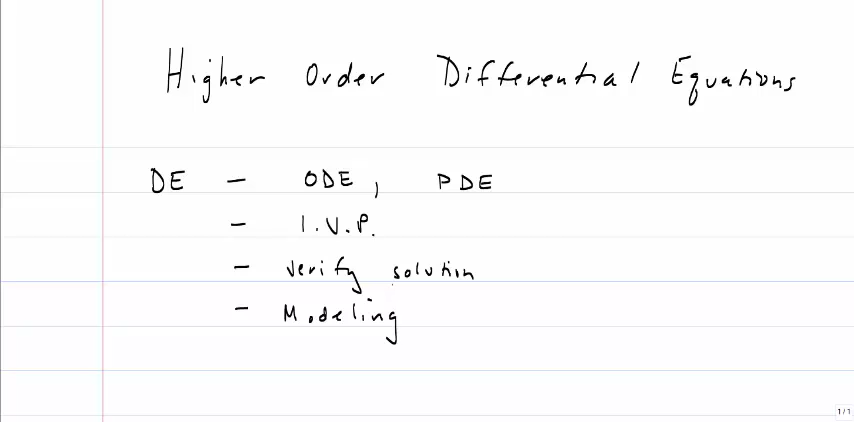 Higher Order Differential Equations
DE - ODE, PDE
- I.V.P.
- Verify solution
- Modeling
1/1